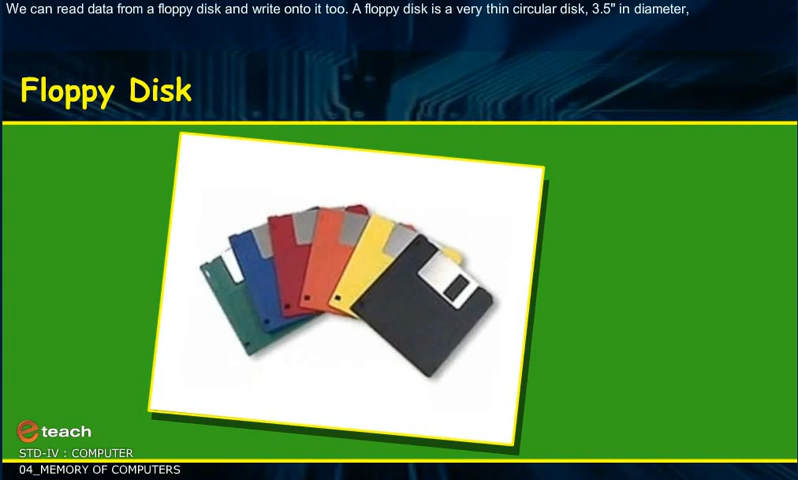 We can read data from a floppy disk and write onto it too. A floppy disk is a very thin circular disk, 3.5" in diameter,
Floppy Disk
e teach
STD-IV : COMPUTER
04_MEMORY OF COMPUTERS